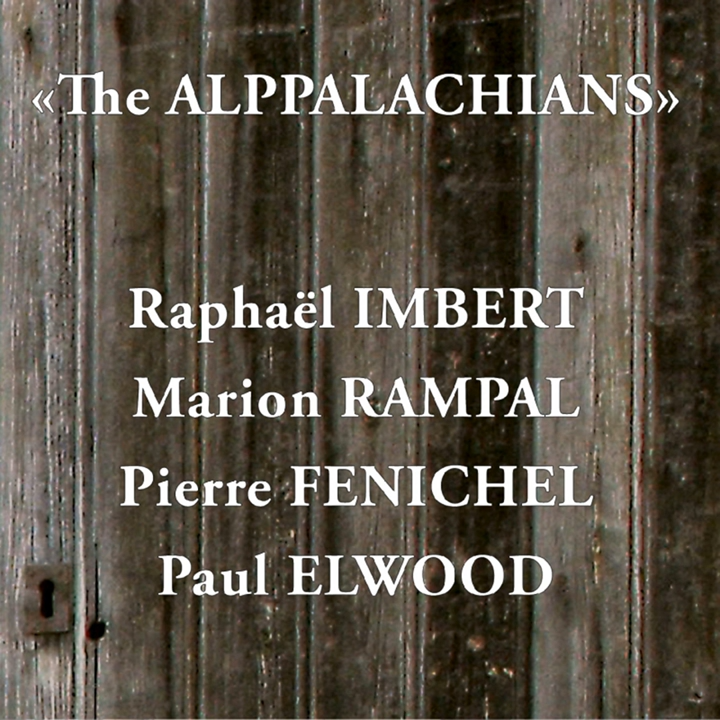 «The ALPPALACHIANS»
Raphaël IMBERT
Marion RAMPAL
Pierre FENICHEL
Paul ELWOOD